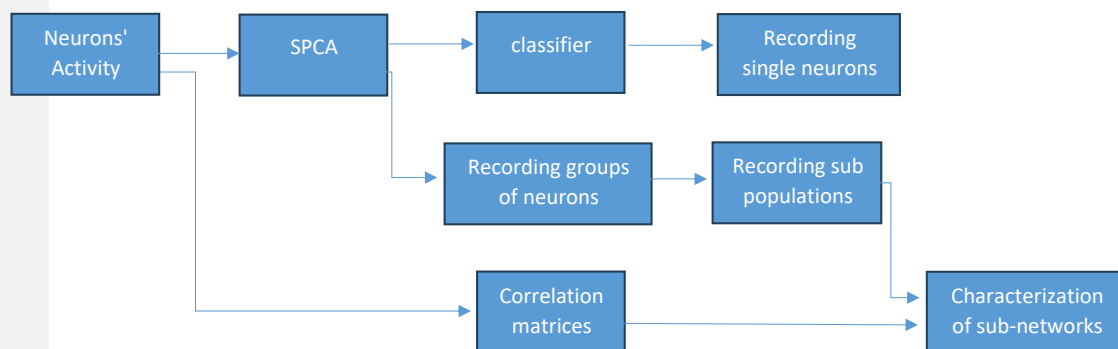 Neurons'
Activity
SPCA
classifier
Recording
single neurons
Recording groups
of neurons
Recording sub
populations
Correlation
matrices
Characterization
of sub-networks